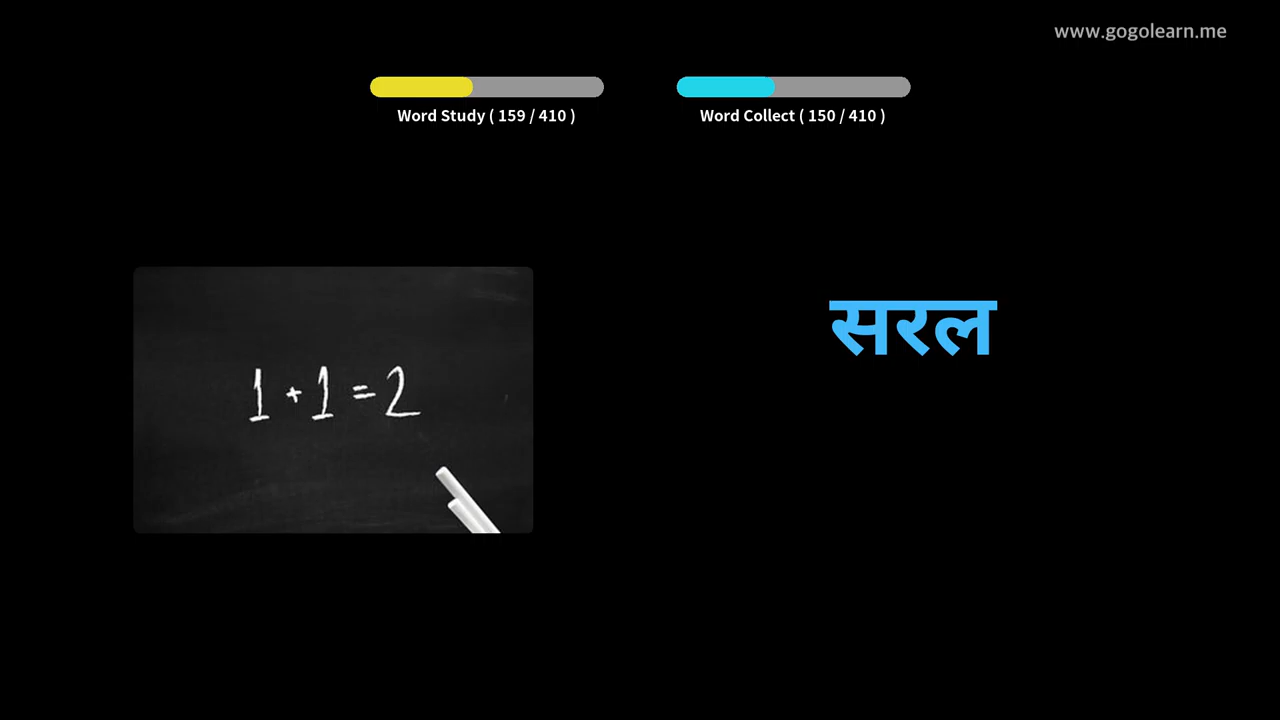 www.gogolearn.me
Word Study ( 159 / 410 )
Word Collect ( 150 / 410 )
1 + 1 = 2
सरल